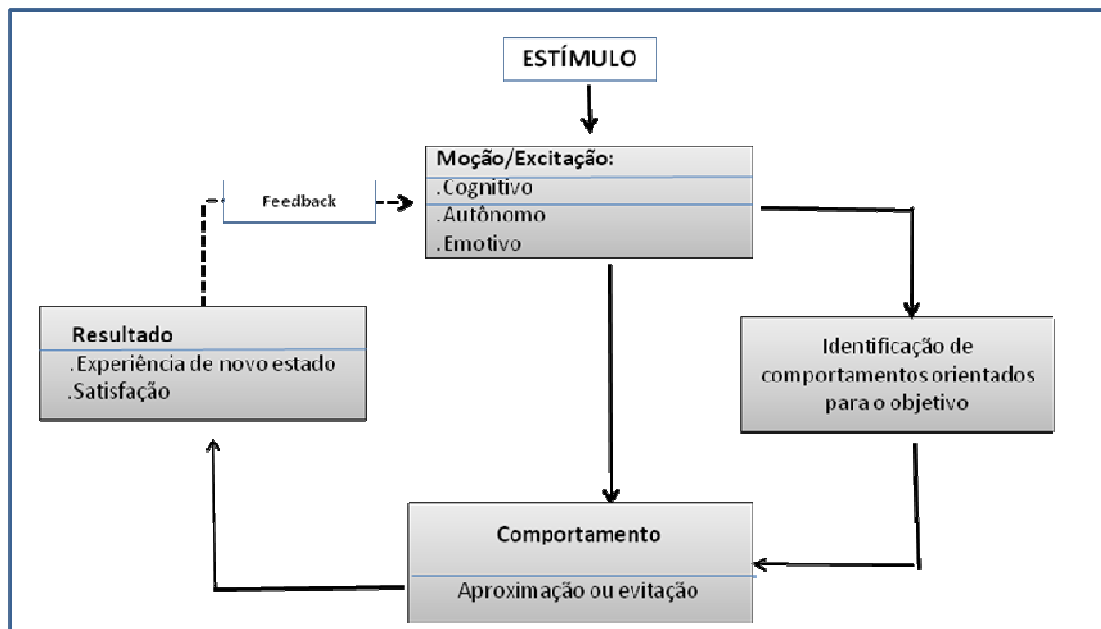 ESTÍMULO
Moção/Excitação:
.Cognitivo
.Autônomo
.Emotivo
Feedback
Resultado
.Experiência de novo estado
.Satisfação
Identificação de
comportamentos orientados
para o objetivo
Comportamento
Aproximação ou evitação